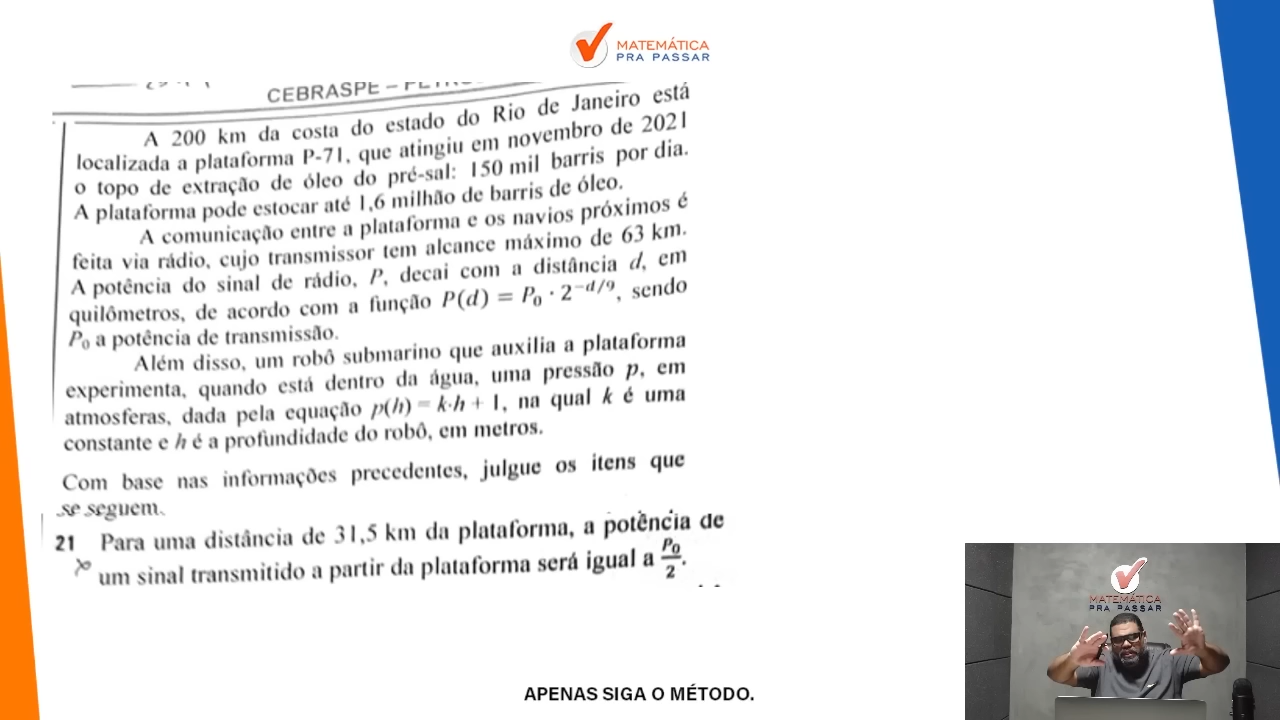 MATEMÁTICA
PRA PASSAR
CEBRASPE –
A 200 km da costa do estado do Rio de Janeiro está
localizada a plataforma P-71, que atingiu em novembro de 2021
o topo de extração de óleo do pré-sal: 150 mil barris por dia.
A plataforma pode estocar até 1,6 milhão de barris de óleo.
A comunicação entre a plataforma e os navios próximos é
feita via rádio, cujo transmissor tem alcance máximo de 63 km.
A potência do sinal de rádio, P, decai com a distância d, em
quilômetros, de acordo com a função P(d) = P₀ · 2^(−d/9), sendo
P₀ a potência de transmissão.
Além disso, um robô submarino que auxilia a plataforma
experimenta, quando está dentro da água, uma pressão p, em
atmosferas, dada pela equação p(h) = k·h + 1, na qual k é uma
constante e h é a profundidade do robô, em metros.
Com base nas informações precedentes, julgue os itens que
se seguem.
21 Para uma distância de 31,5 km da plataforma, a potência de
um sinal transmitido a partir da plataforma será igual a P₀/2.
MATEMÁTICA
PRA PASSAR
APENAS SIGA O MÉTODO.